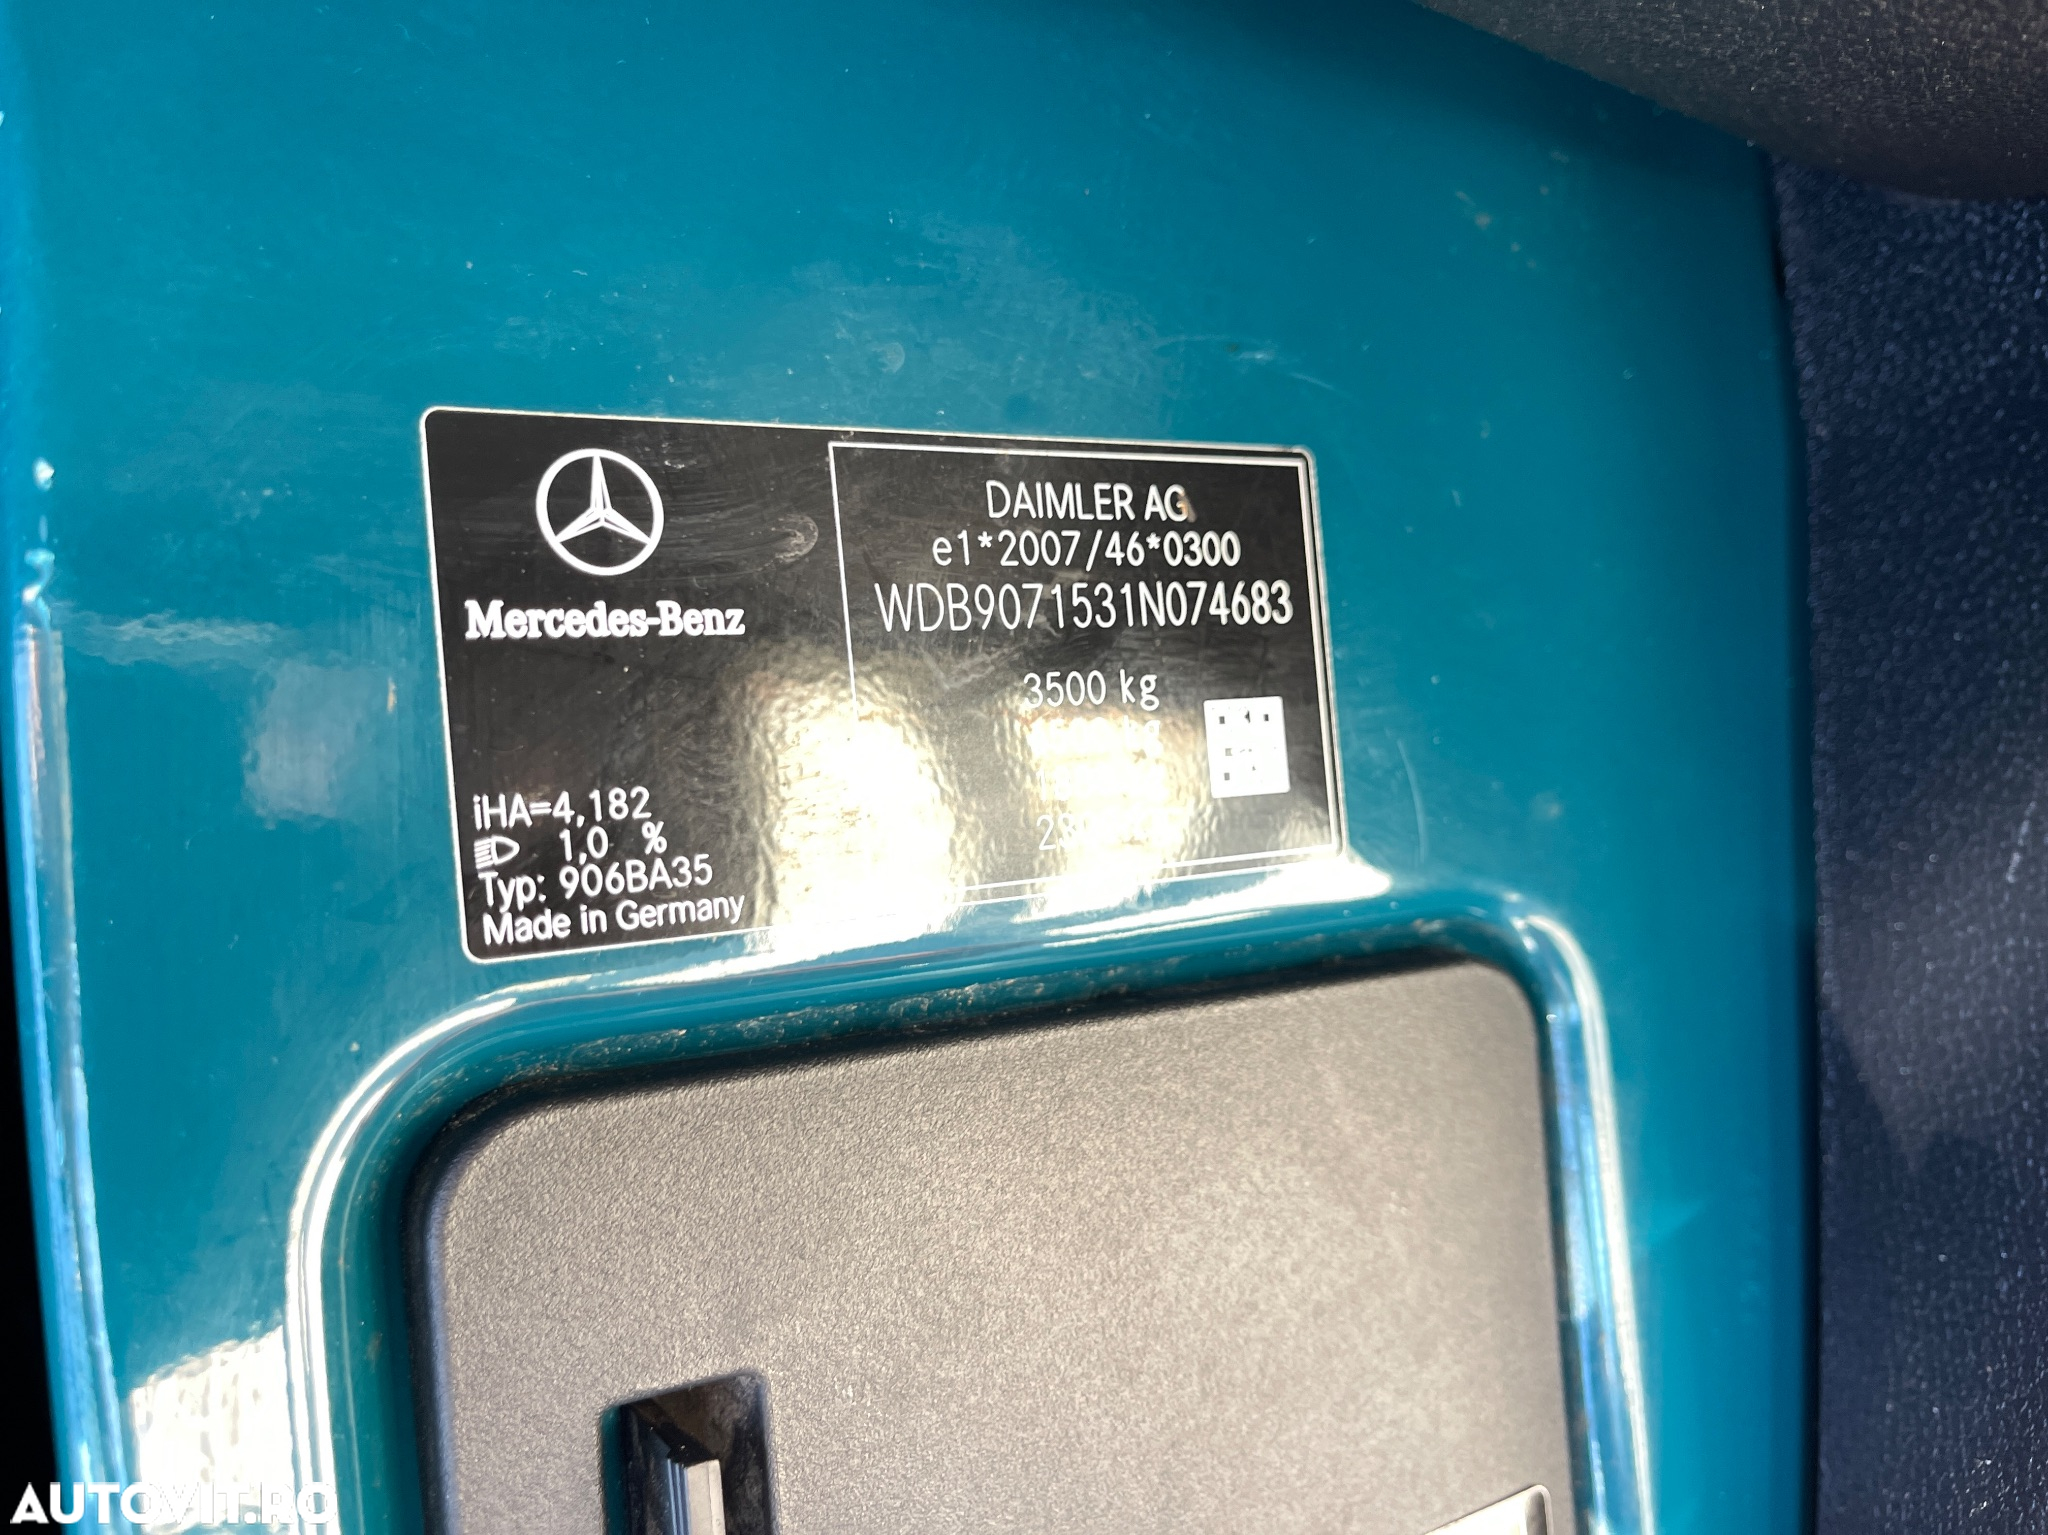 Mercedes-Benz
DAIMLER AG
e1*2007/46*0300
WDB9071531N074683
3500 kg
iHA=4,182
1,0 %
Typ: 906BA35
Made in Germany
AUTOVIT.RO